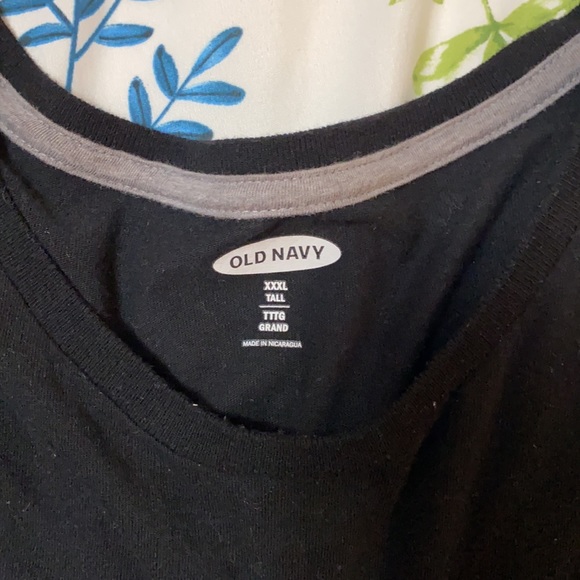 OLD NAVY
XXXL
TALL
TTTG
GRAND
MADE IN NICARAGUA